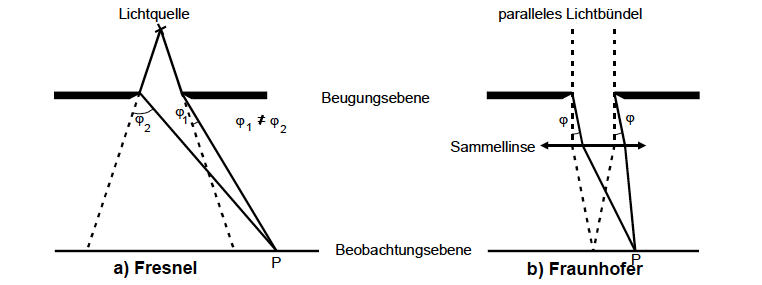 Lichtquelle
φ1
φ2
φ1 ≠ φ2
a) Fresnel
P
Beugungsebene
Beobachtungsebene
paralleles Lichtbündel
φ
φ
Sammellinse
P
b) Fraunhofer